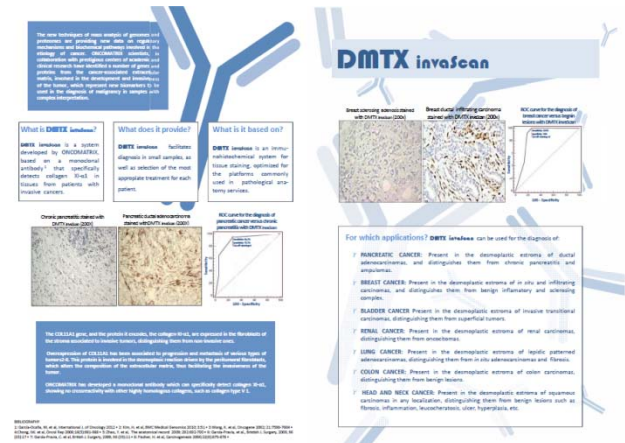 The new techniques of mass analysis of genomes and
proteomes are providing new data on regulatory
mechanisms and biochemical pathways involved in the
etiology of cancer. ONCOMATRIX scientists, in
collaboration with prestigious centers of academic and
clinical research have identified a number of genes and
proteins from the cancer-associated extracellular
matrix, involved in the development and invasiveness
of the tumor, which represent new biomarkers to be
used in the diagnosis of malignancy in samples with
complex interpretation.
What is DMTX invaScan?
DMTX invaScan is a system
developed by ONCOMATRIX,
based on a monoclonal
antibody that specifically
detects collagen XI-α1 in
tissues from patients with
invasive cancers.
What does it provide?
DMTX invaScan facilitates
diagnosis in small samples, as
well as selection of the most
appropiate treatment for each
patient.
What is it based on?
DMTX invaScan is an immu-
nohistochemical system for
tissue staining, optimized for
the platforms commonly
used in pathological ana-
tomy services.
Chronic pancreatitis stained with
DMTX invaScan (200X)
Pancreatic ductal adenocarcinoma
stained with DMTX invaScan (200X)
ROC curve for the diagnosis of
pancreatic cancer versus chronic
pancreatitis with DMTX invaScan
100 - Specificity
The COL11A1 gene, and the protein it encodes, the collagen-XI-α1, are expressed in the fibroblasts of
the stroma associated to invasive tumors, distinguishing them from non-invasive ones.
Overexpression of COL11A1 has been associated to progression and metastasis of various types of
tumors. This protein is involved in the desmoplastic reaction driven by the peritumoral fibroblasts,
which alters the composition of the extracellular matrix, thus facilitating the invasiveness of the
tumor.
ONCOMATRIX has developed a monoclonal antibody which can specifically detect collagen XI-α1,
showing no crossreactivity with other highly homologous collagens, such as collagen type V
DMTX invaScan
Breast sclerosing adenosis stained
with DMTX invaScan (200X)
Breast ductal infiltrating carcinoma
stained with DMTX invaScan (200X)
ROC curve for the diagnosis of
breast cancer versus benign
lesions with DMTX invaScan
100 - Specificity
For which applications? DMTX invaScan can be used for the diagnosis of:
PANCREATIC CANCER: Present in the desmoplastic estroma of ductal
adenocarcinomas, and distinguishes them from chronic pancreatitis and
ampulomas.
BREAST CANCER: Present in the desmoplastic estroma of in situ and infiltrating
carcinomas, and distinguishes them from benign inflamatory and sclerosing
samples.
BLADDER CANCER Present in the desmoplastic estroma of invasive transitional
carcinomas, distinguishing them from superficial tumors.
RENAL CANCER: Present in the desmoplastic estroma of renal carcinomas,
distinguishing them from oncocitomas.
LUNG CANCER: Present in the desmoplastic estroma of lepidic patterned
adenocarcinomas, distinguishing them from in situ adenocarcinomas and fibrosis.
COLON CANCER: Present in the desmoplastic estroma of colon carcinomas,
distinguishing them from benign lesions.
HEAD AND NECK CANCER: Present in the desmoplastic estroma of squamous
carcinomas in any localization, distinguishing them from benign lesions such as
fibrosis, inflammation, leucofestatosis, ulcer, hyperplasia, etc.